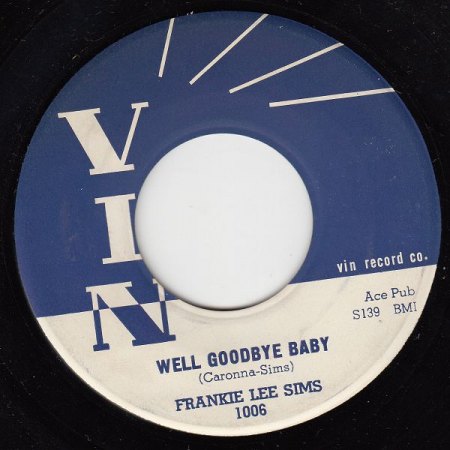 VIN
vin record co.
Ace Pub
S139 BMI
WELL GOODBYE BABY
(Caronna-Sims)
FRANKIE LEE SIMS
1006